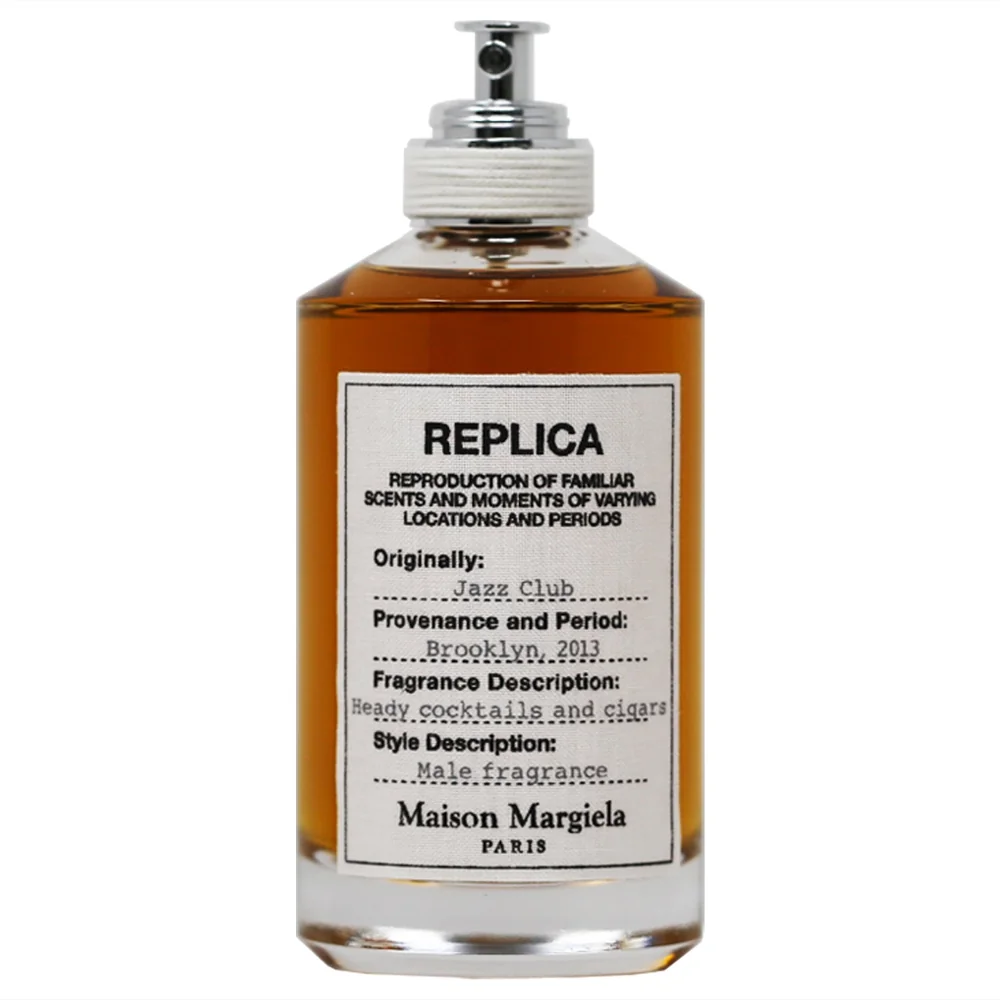 REPLICA
REPRODUCTION OF FAMILIAR
SCENTS AND MOMENTS OF VARYING
LOCATIONS AND PERIODS
Originally:
Jazz Club
Provenance and Period:
Brooklyn, 2013
Fragrance Description:
Heady cocktails and cigars
Style Description:
Male fragrance
Maison Margiela
PARIS